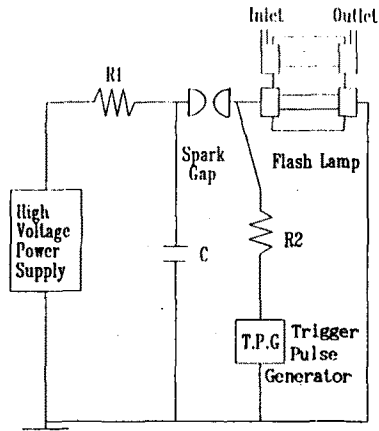 Inlet Outlet
R1
Spark
Gap
Flash Lamp
High
Voltage
Power
Supply
C
R2
T.P.G
Trigger
Pulse
Generator